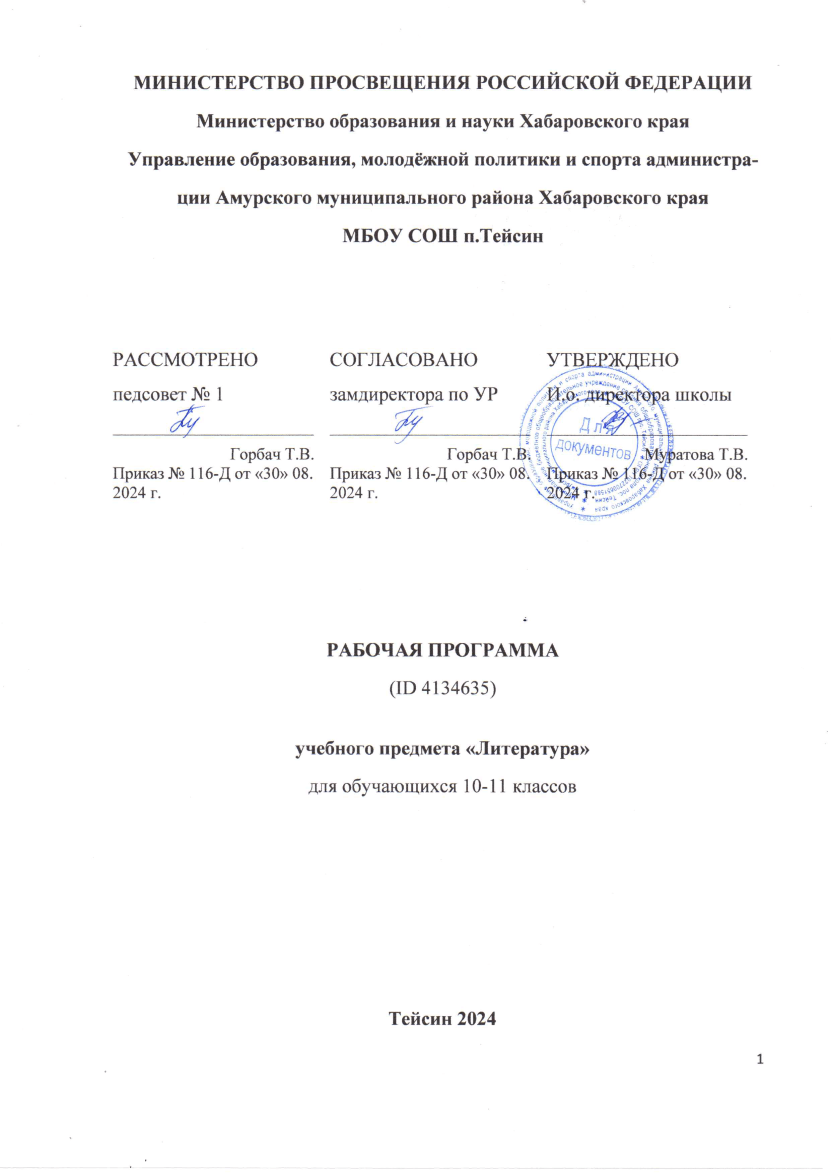 МИНИСТЕРСТВО ПРОСВЕЩЕНИЯ РОССИЙСКОЙ ФЕДЕРАЦИИ
Министерство образования и науки Хабаровского края
Управление образования, молодёжной политики и спорта администра-
ции Амурского муниципального района Хабаровского края
МБОУ СОШ п.Тейсин
РАССМОТРЕНО
педсовет № 1
Горбач Т.В.
Приказ № 116-Д от «30» 08.
2024 г.
СОГЛАСОВАНО
замдиректора по УР
Горбач Т.В.
Приказ № 116-Д от «30» 08.
2024 г.
УТВЕРЖДЕНО
И.о. директора школы
Муратова Т.В.
Приказ № 116-Д от «30» 08.
2024 г.
Для
документов
РАБОЧАЯ ПРОГРАММА
(ID 4134635)
учебного предмета «Литература»
для обучающихся 10-11 классов
Тейсин 2024
1